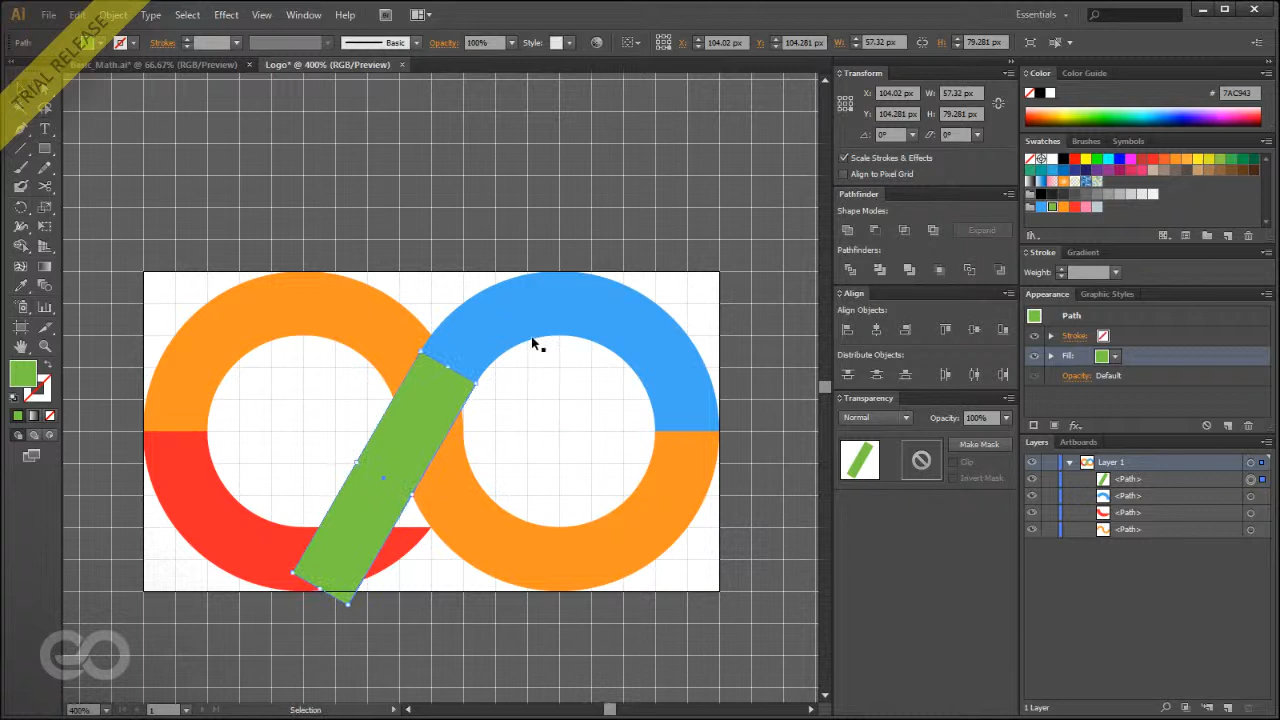 Ai File Edit Object Type Select Effect View Window Help Essentials
TRIAL RELEASE
Path Stroke: Basic Opacity: 100% Style: X: 104.02 px Y: 104.281 px W: 57.32 px H: 79.281 px
Basic_Math.ai* @ 66.67% (RGB/Preview) × Logo* @ 400% (RGB/Preview) ×
Transform
X: 104.02 px W: 57.32 px
Y: 104.281 px H: 79.281 px
0° 0°
Scale Strokes & Effects
Align to Pixel Grid
Pathfinder
Shape Modes:
Expand
Pathfinders:
Align
Align Objects:
Distribute Objects:
Transparency
Normal Opacity: 100%
Make Mask
Clip
Invert Mask
Color Color Guide
# 7AC943
Swatches Brushes Symbols
Stroke Gradient
Weight:
Appearance Graphic Styles
Path
Stroke:
Fill:
Opacity: Default
Layers Artboards
Layer 1
<Path>
<Path>
<Path>
<Path>
1 Layer
400% 1 Selection